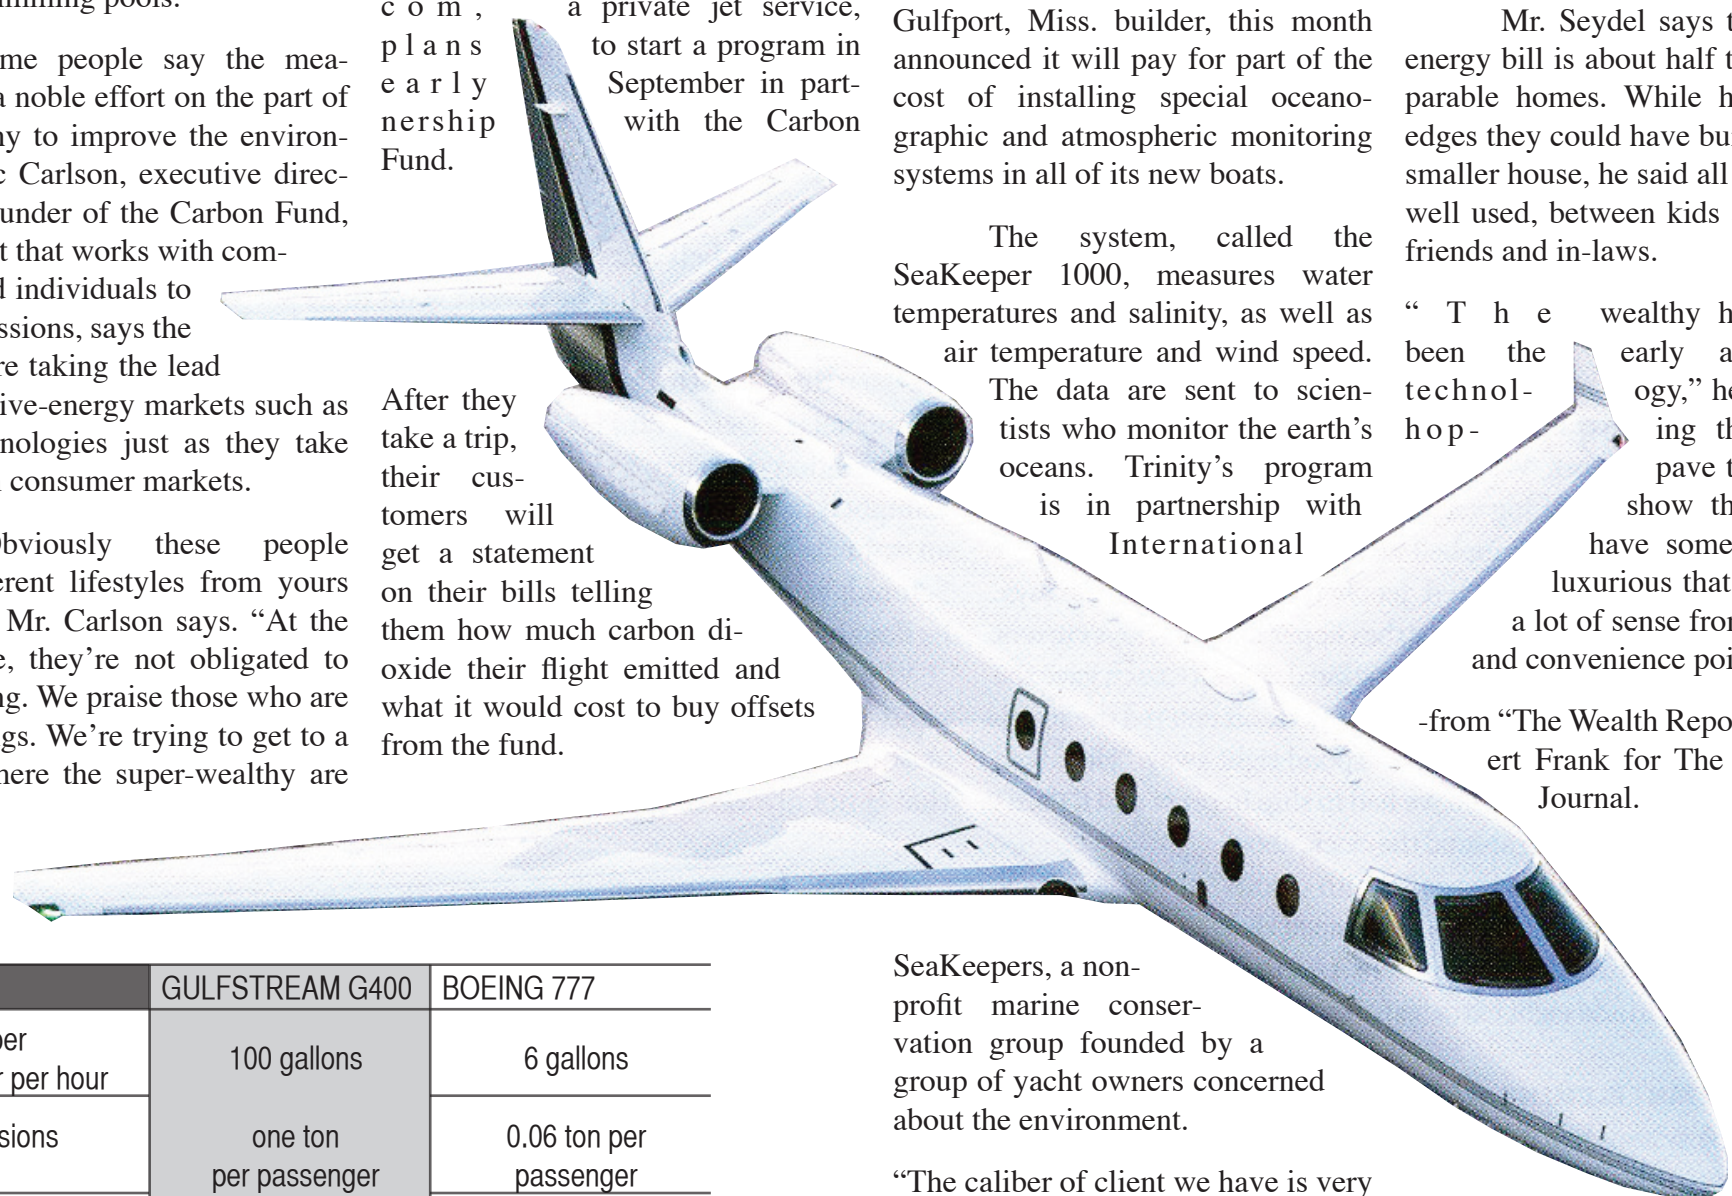 me people say the mea-
a noble effort on the part of
ny to improve the environ-
c Carlson, executive direc-
under of the Carbon Fund,
t that works with com-
d individuals to
ssions, says the
re taking the lead
ive-energy markets such as
nologies just as they take
n consumer markets.
bviously these people
erent lifestyles from yours
Mr. Carlson says. “At the
e, they’re not obligated to
ng. We praise those who are
gs. We’re trying to get to a
here the super-wealthy are
com, a private jet service,
plans to start a program in
early September in part-
nership with the Carbon
Fund.
After they
take a trip,
their cus-
tomers will
get a statement
on their bills telling
them how much carbon di-
oxide their flight emitted and
what it would cost to buy offsets
from the fund.
GULFSTREAM G400 BOEING 777
per
r per hour 100 gallons 6 gallons
sions one ton 0.06 ton per
per passenger passenger
Gulfport, Miss. builder, this month
announced it will pay for part of the
cost of installing special oceano-
graphic and atmospheric monitoring
systems in all of its new boats.
The system, called the
SeaKeeper 1000, measures water
temperatures and salinity, as well as
air temperature and wind speed.
The data are sent to scien-
tists who monitor the earth’s
oceans. Trinity’s program
is in partnership with
International
SeaKeepers, a non-
profit marine conser-
vation group founded by a
group of yacht owners concerned
about the environment.
“The caliber of client we have is very
Mr. Seydel says t
energy bill is about half t
parable homes. While h
edges they could have bui
smaller house, he said all
well used, between kids
friends and in-laws.
“The wealthy h
been the early a
technol- ogy,” he
hop- ing th
pave t
show th
have some
luxurious that
a lot of sense fro
and convenience poi
-from “The Wealth Repo
ert Frank for The
Journal.